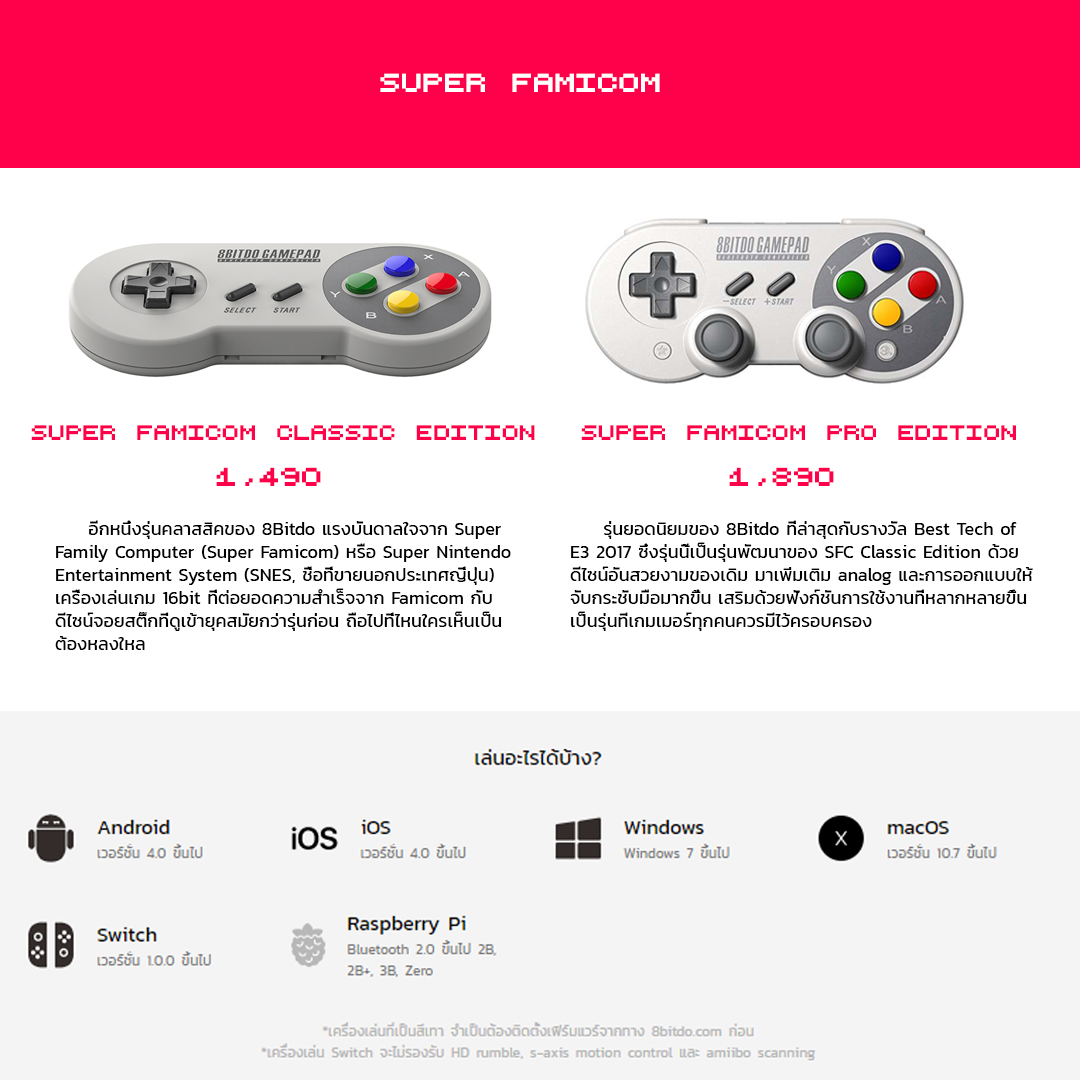 SUPER FAMICOM
8BITDO GAMEPAD
BLUETOOTH CONTROLLER
X
A
Y
B
SELECT START
8BITDO GAMEPAD
BLUETOOTH CONTROLLER
X
Y
A
B
−SELECT +START
SUPER FAMICOM CLASSIC EDITION
1,490
อีกหนึ่งรุ่นคลาสสิคของ 8Bitdo แรงบันดาลใจจาก Super
Family Computer (Super Famicom) หรือ Super Nintendo
Entertainment System (SNES, ชื่อที่ขายนอกประเทศญี่ปุ่น)
เครื่องเล่นเกม 16bit ที่ต่อยอดความสำเร็จจาก Famicom กับ
ดีไซน์จอยสติ๊กที่ดูเข้ายุคสมัยกว่ารุ่นก่อน ถือไปที่ไหนใครเห็นเป็น
ต้องหลงใหล
SUPER FAMICOM PRO EDITION
1,890
รุ่นยอดนิยมของ 8Bitdo ที่ล่าสุดกับรางวัล Best Tech of
E3 2017 ซึ่งรุ่นนี้เป็นรุ่นพัฒนาของ SFC Classic Edition ด้วย
ดีไซน์อันสวยงามของเดิม มาเพิ่มเติม analog และการออกแบบให้
จับกระชับมือมากขึ้น เสริมด้วยฟังก์ชันการใช้งานที่หลากหลายขึ้น
เป็นรุ่นที่เกมเมอร์ทุกคนควรมีไว้ครอบครอง
เล่นอะไรได้บ้าง?
Android
เวอร์ชั่น 4.0 ขึ้นไป
iOS
iOS
เวอร์ชั่น 4.0 ขึ้นไป
Windows
Windows 7 ขึ้นไป
X
macOS
เวอร์ชั่น 10.7 ขึ้นไป
Switch
เวอร์ชั่น 1.0.0 ขึ้นไป
Raspberry Pi
Bluetooth 2.0 ขึ้นไป 2B,
2B+, 3B, Zero
*เครื่องเล่นที่เป็นสีเทา จำเป็นต้องติดตั้งเฟิร์มแวร์จากทาง 8bitdo.com ก่อน
*เครื่องเล่น Switch จะไม่รองรับ HD rumble, s-axis motion control และ amiibo scanning